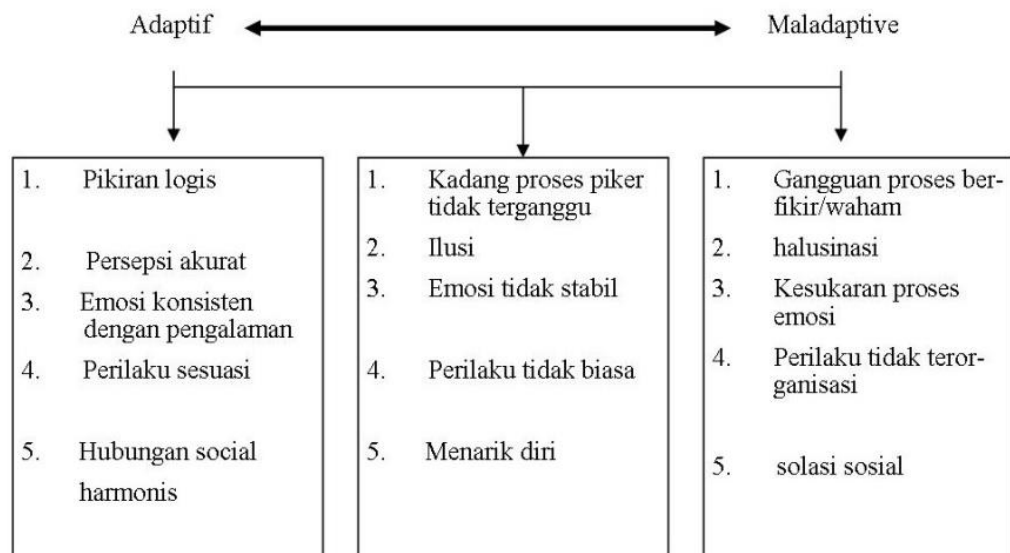 Adaptif
Maladaptive
1. Pikiran logis
2. Persepsi akurat
3. Emosi konsisten
dengan pengalaman
4. Perilaku sesuasi
5. Hubungan social
harmonis
1. Kadang proses piker
tidak terganggu
2. Ilusi
3. Emosi tidak stabil
4. Perilaku tidak biasa
5. Menarik diri
1. Gangguan proses ber-
fikir/waham
2. halusinasi
3. Kesukaran proses
emosi
4. Perilaku tidak teror-
ganisasi
5. solasi sosial